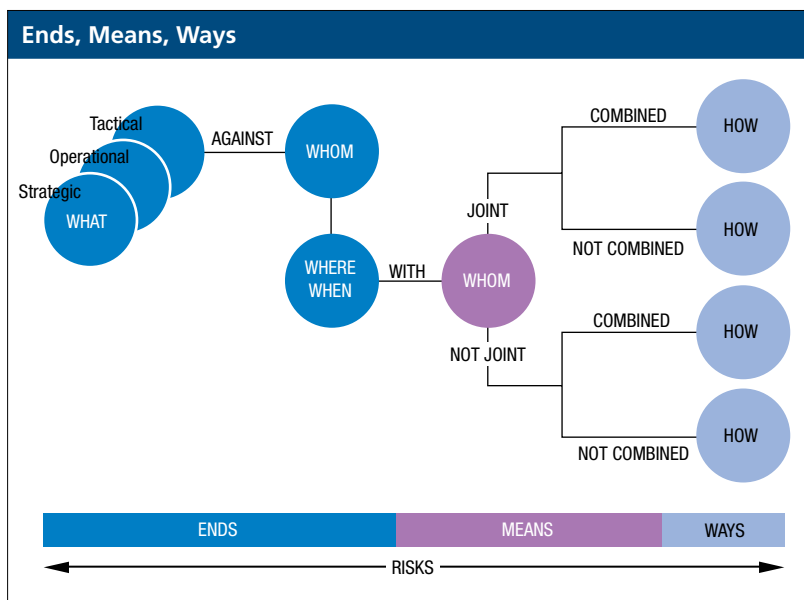 Ends, Means, Ways
Tactical
Operational
Strategic
WHAT
AGAINST
WHOM
WHERE
WHEN
WITH
WHOM
JOINT
NOT JOINT
COMBINED
HOW
NOT COMBINED
HOW
COMBINED
HOW
NOT COMBINED
HOW
ENDS
MEANS
WAYS
RISKS